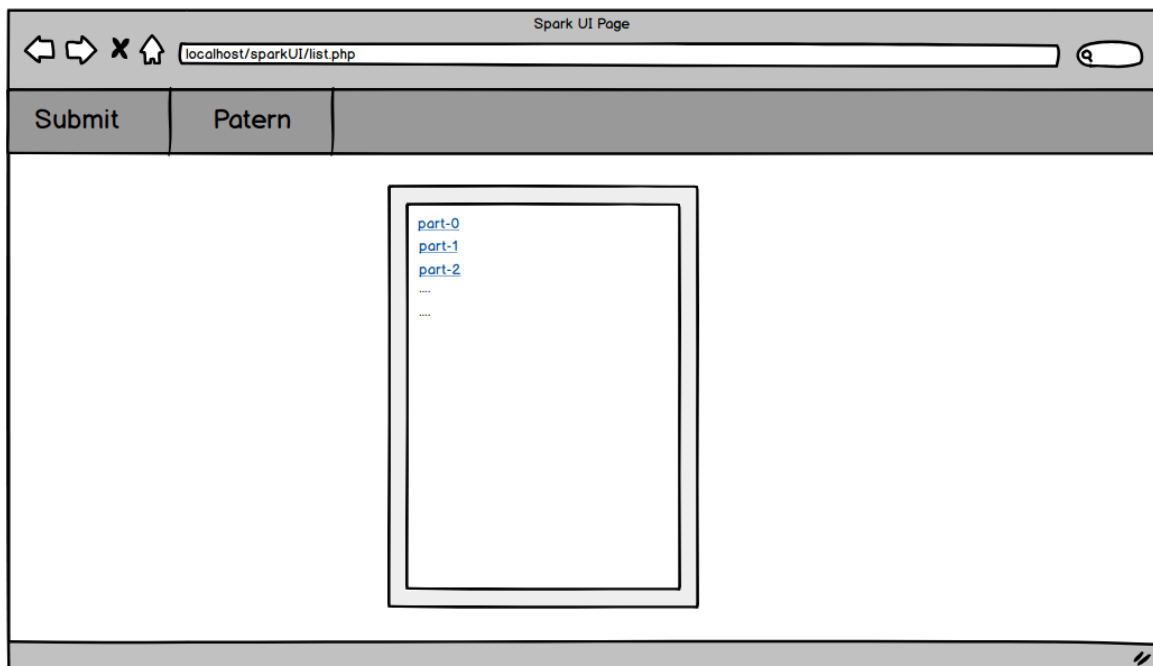 Spark UI Page
localhost/sparkUI/list.php
Submit Patern
part-0
part-1
part-2
....
....